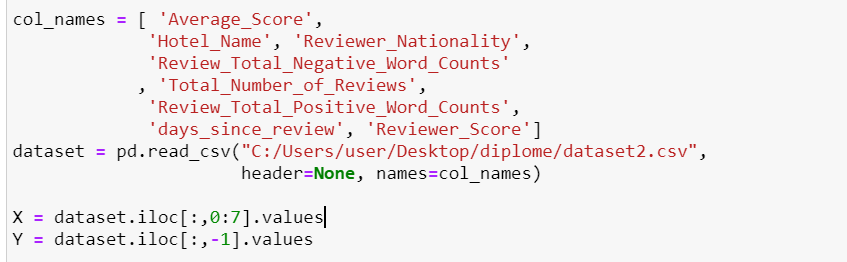 col_names = [ 'Average_Score',
'Hotel_Name', 'Reviewer_Nationality',
'Review_Total_Negative_Word_Counts'
, 'Total_Number_of_Reviews',
'Review_Total_Positive_Word_Counts',
'days_since_review', 'Reviewer_Score']
dataset = pd.read_csv("C:/Users/user/Desktop/diplome/dataset2.csv",
header=None, names=col_names)
X = dataset.iloc[:,0:7].values
Y = dataset.iloc[:,-1].values